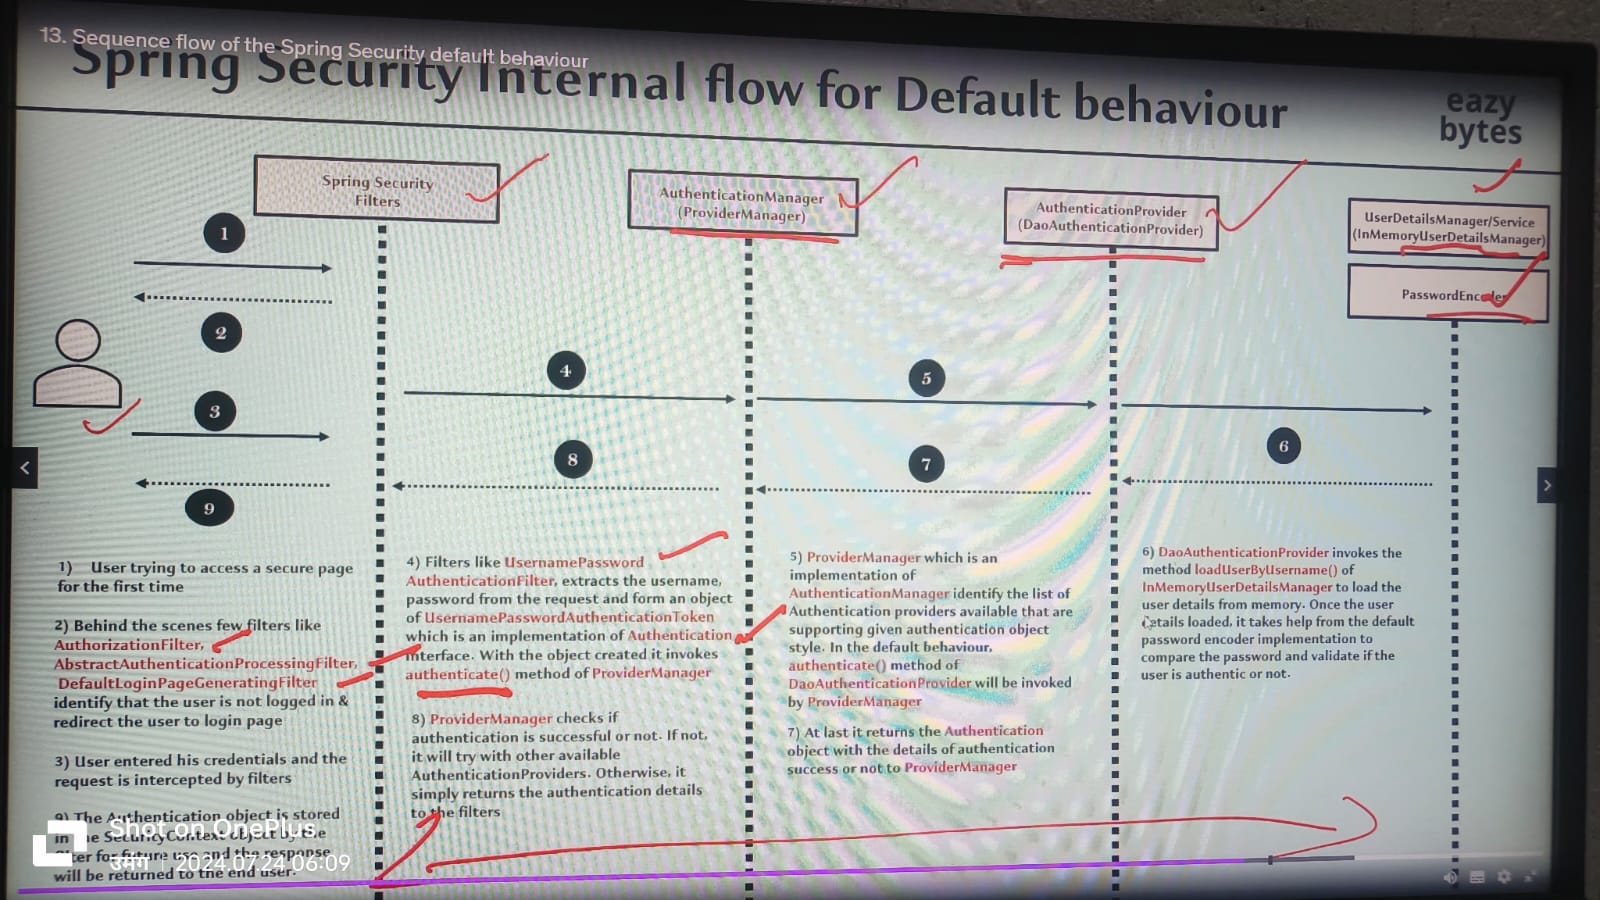 13. Sequence flow of the Spring Security default behaviour
Spring Security Internal flow for Default behaviour
eazy
bytes
Spring Security
Filters
AuthenticationManager
(ProviderManager)
AuthenticationProvider
(DaoAuthenticationProvider)
UserDetailsManager/Service
(InMemoryUserDetailsManager)
PasswordEncoder
1
2
3
4
5
6
7
8
9
1) User trying to access a secure page
for the first time
2) Behind the scenes few filters like
AuthorizationFilter,
AbstractAuthenticationProcessingFilter,
DefaultLoginPageGeneratingFilter
identify that the user is not logged in &
redirect the user to login page
3) User entered his credentials and the
request is intercepted by filters
9) The Authentication object is stored
in the SecurityContext object by the
filter for future use and the response
will be returned to the end user.
4) Filters like UsernamePassword
AuthenticationFilter, extracts the username,
password from the request and form an object
of UsernamePasswordAuthenticationToken
which is an implementation of Authentication
interface. With the object created it invokes
authenticate() method of ProviderManager
8) ProviderManager checks if
authentication is successful or not. If not,
it will try with other available
AuthenticationProviders. Otherwise, it
simply returns the authentication details
to the filters
5) ProviderManager which is an
implementation of
AuthenticationManager identify the list of
Authentication providers available that are
supporting given authentication object
style. In the default behaviour,
authenticate() method of
DaoAuthenticationProvider will be invoked
by ProviderManager
7) At last it returns the Authentication
object with the details of authentication
success or not to ProviderManager
6) DaoAuthenticationProvider invokes the
method loadUserByUsername() of
InMemoryUserDetailsManager to load the
user details from memory. Once the user
details loaded, it takes help from the default
password encoder implementation to
compare the password and validate if the
user is authentic or not.
Shot on OnePlus
उमंग | 2024.07.24 06:09